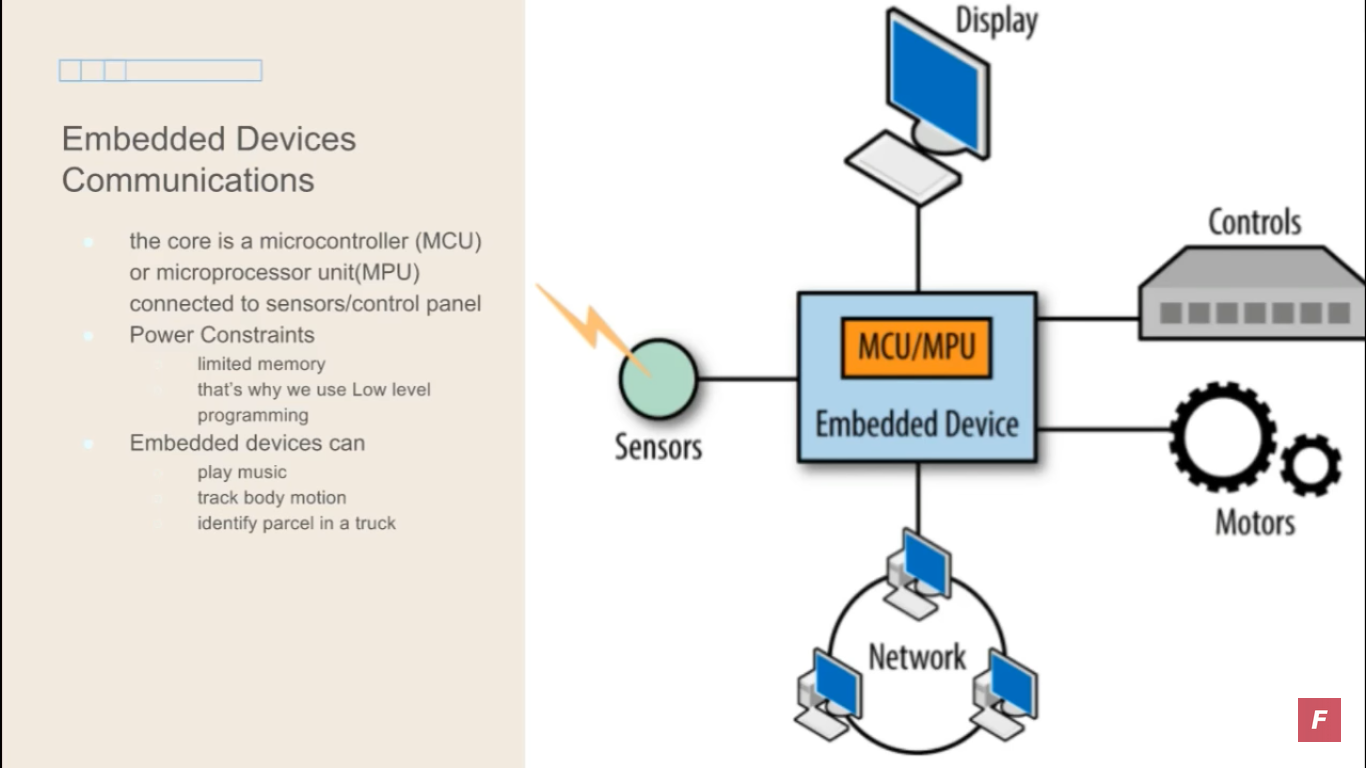 Embedded Devices
Communications
the core is a microcontroller (MCU)
or microprocessor unit(MPU)
connected to sensors/control panel
Power Constraints
limited memory
that's why we use Low level
programming
Embedded devices can
play music
track body motion
identify parcel in a truck
Display
Controls
MCU/MPU
Embedded Device
Sensors
Motors
Network
F